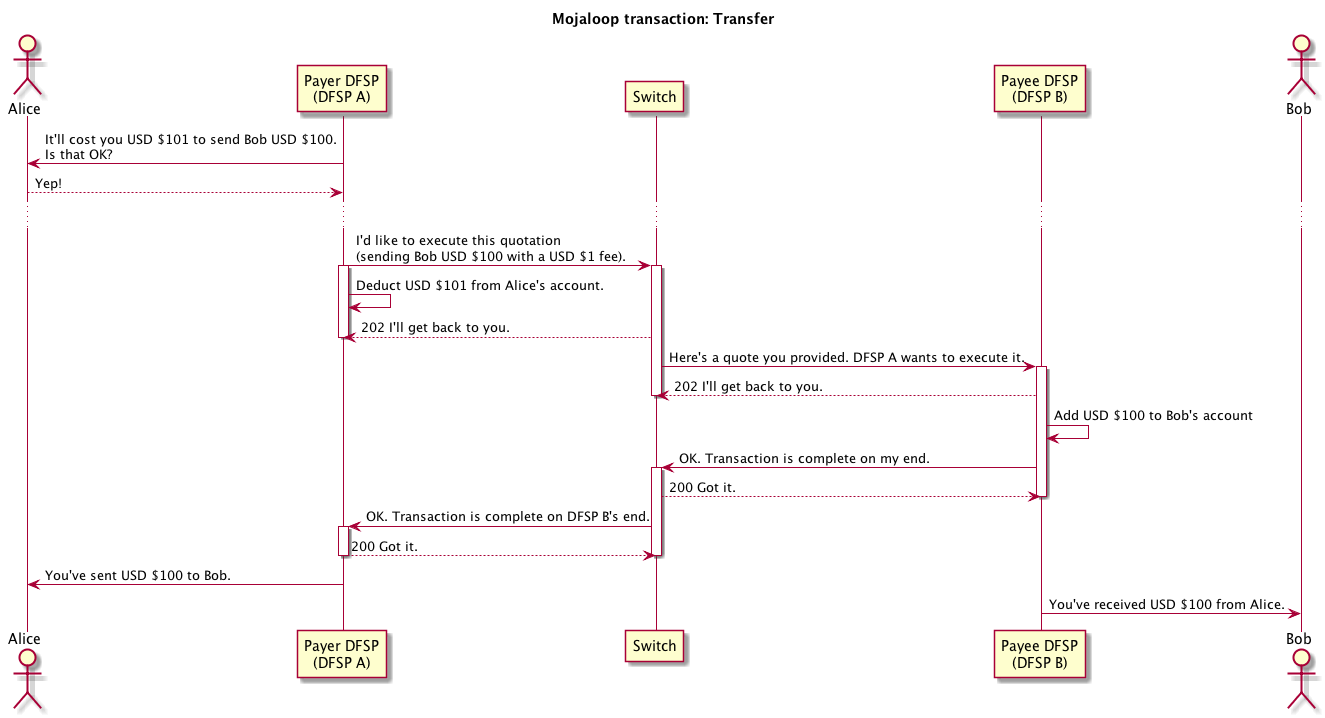 Mojaloop transaction: Transfer
Alice
Payer DFSP
(DFSP A)
Switch
Payee DFSP
(DFSP B)
Bob
It'll cost you USD $101 to send Bob USD $100.
Is that OK?
Yep!
I'd like to execute this quotation
(sending Bob USD $100 with a USD $1 fee).
Deduct USD $101 from Alice's account.
202 I'll get back to you.
Here's a quote you provided. DFSP A wants to execute it.
202 I'll get back to you.
Add USD $100 to Bob's account
OK. Transaction is complete on my end.
200 Got it.
OK. Transaction is complete on DFSP B's end.
200 Got it.
You've sent USD $100 to Bob.
You've received USD $100 from Alice.
Alice
Payer DFSP
(DFSP A)
Switch
Payee DFSP
(DFSP B)
Bob